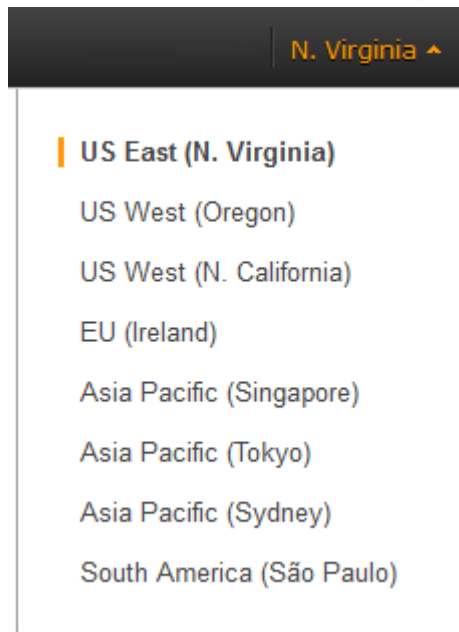 N. Virginia
US East (N. Virginia)
US West (Oregon)
US West (N. California)
EU (Ireland)
Asia Pacific (Singapore)
Asia Pacific (Tokyo)
Asia Pacific (Sydney)
South America (São Paulo)